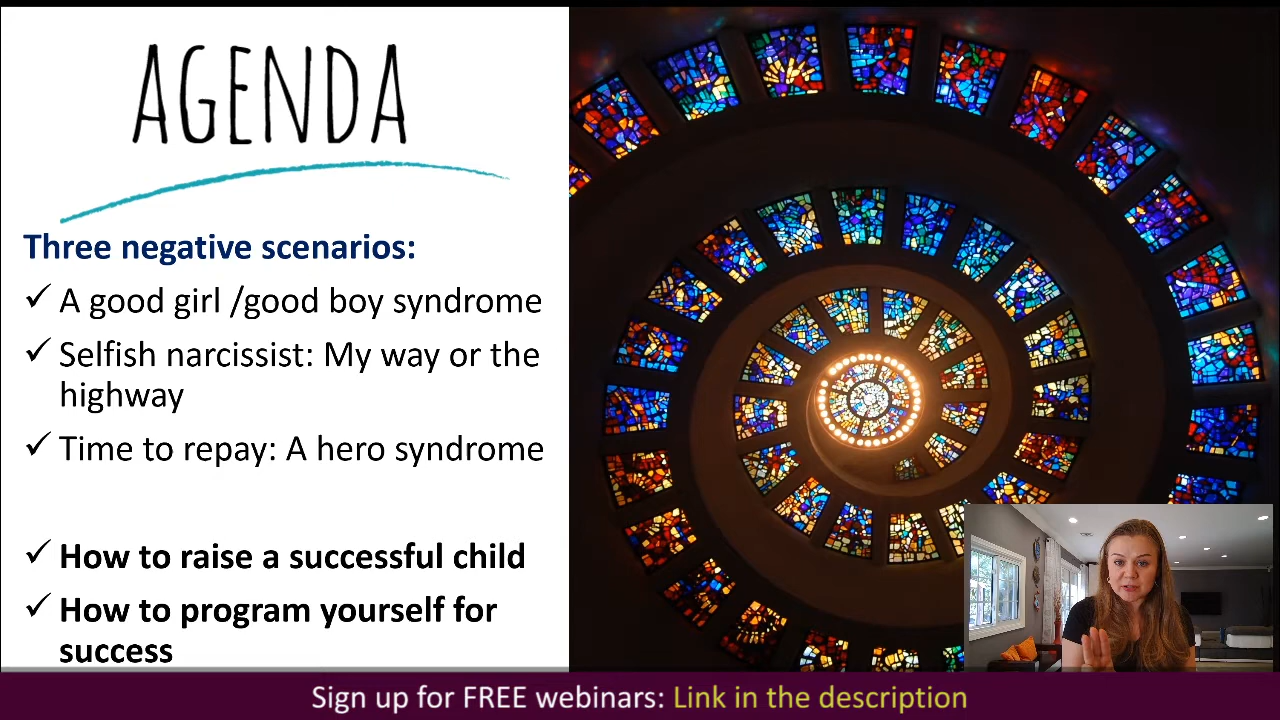 AGENDA
Three negative scenarios:
✓ A good girl /good boy syndrome
✓ Selfish narcissist: My way or the
highway
✓ Time to repay: A hero syndrome
✓ How to raise a successful child
✓ How to program yourself for
success
Sign up for FREE webinars: Link in the description